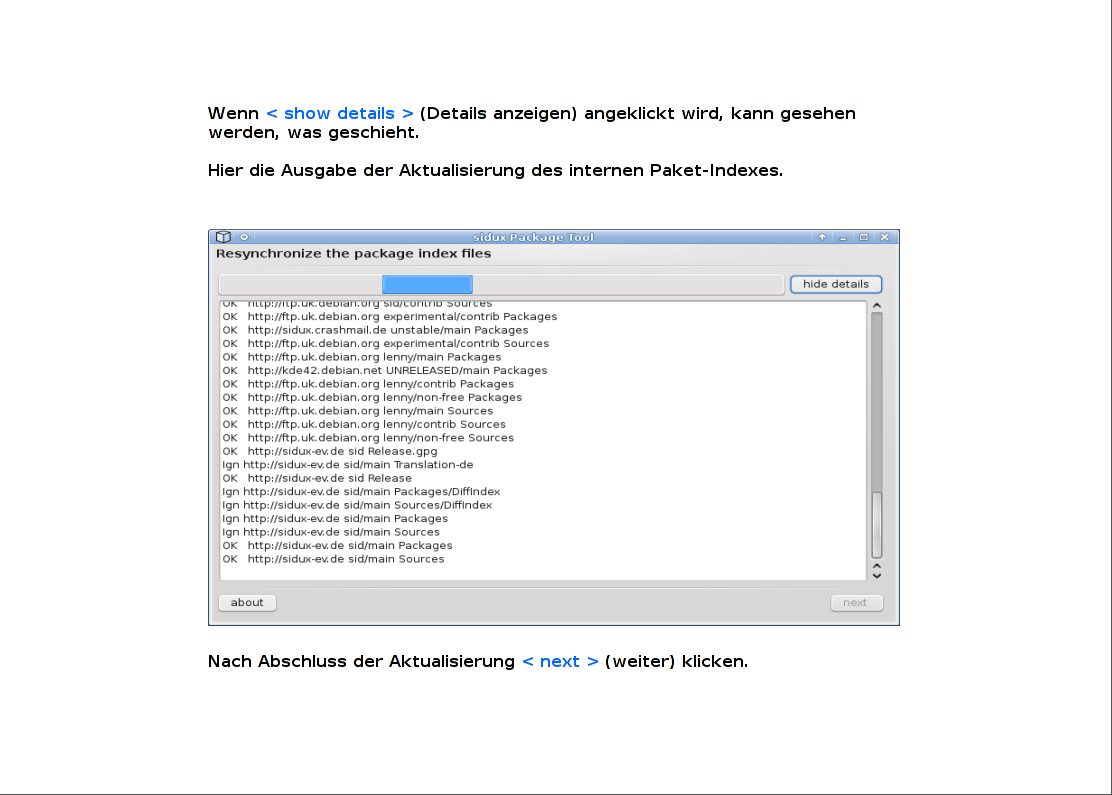 Wenn < show details > (Details anzeigen) angeklickt wird, kann gesehen
werden, was geschieht.
Hier die Ausgabe der Aktualisierung des internen Paket-Indexes.
sidux Package Tool
Resynchronize the package index files
hide details
OK http://ftp.uk.debian.org sid/contrib Sources
OK http://ftp.uk.debian.org experimental/contrib Packages
OK http://sidux.crashmail.de unstable/main Packages
OK http://ftp.uk.debian.org experimental/contrib Sources
OK http://ftp.uk.debian.org lenny/main Packages
OK http://kde42.debian.net UNRELEASED/main Packages
OK http://ftp.uk.debian.org lenny/contrib Packages
OK http://ftp.uk.debian.org lenny/non-free Packages
OK http://ftp.uk.debian.org lenny/main Sources
OK http://ftp.uk.debian.org lenny/contrib Sources
OK http://ftp.uk.debian.org lenny/non-free Sources
OK http://sidux-ev.de sid Release.gpg
Ign http://sidux-ev.de sid/main Translation-de
OK http://sidux-ev.de sid Release
Ign http://sidux-ev.de sid/main Packages/DiffIndex
Ign http://sidux-ev.de sid/main Sources/DiffIndex
Ign http://sidux-ev.de sid/main Packages
Ign http://sidux-ev.de sid/main Sources
OK http://sidux-ev.de sid/main Packages
OK http://sidux-ev.de sid/main Sources
about
next
Nach Abschluss der Aktualisierung < next > (weiter) klicken.